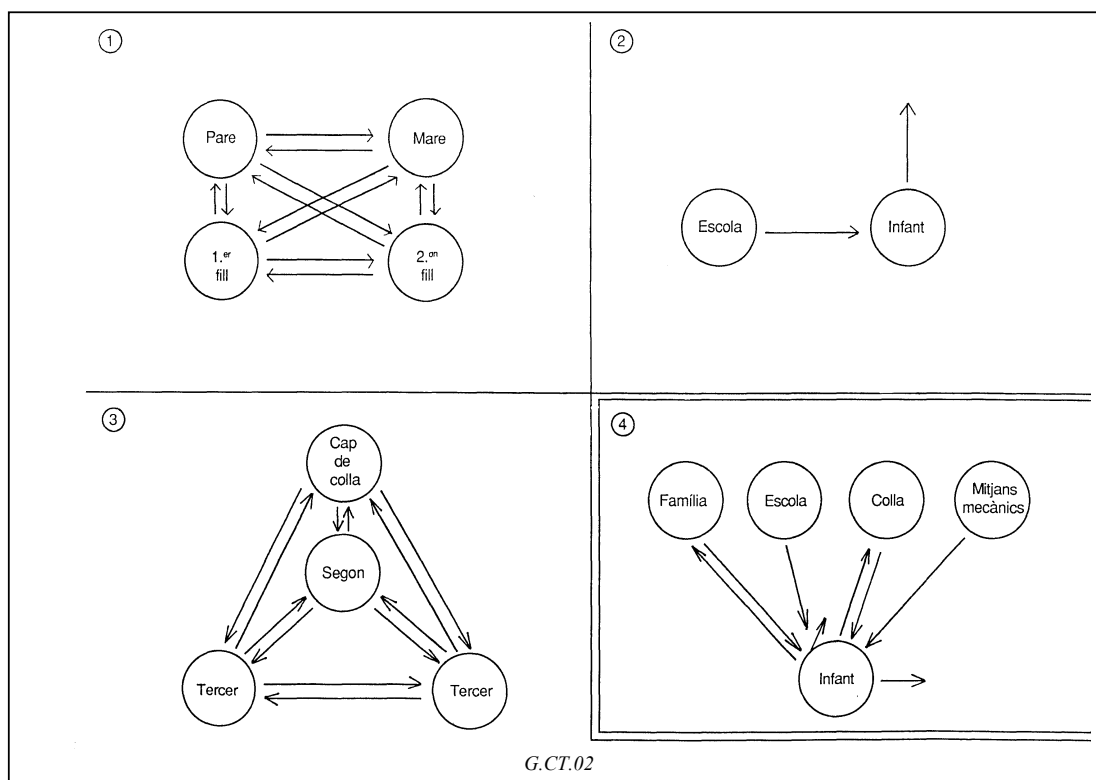 1
Pare
Mare
1.er
fill
2.on
fill
2
Escola
Infant
3
Cap
de
colla
Segon
Tercer
Tercer
4
Família
Escola
Colla
Mitjans
mecànics
Infant
G.CT.02